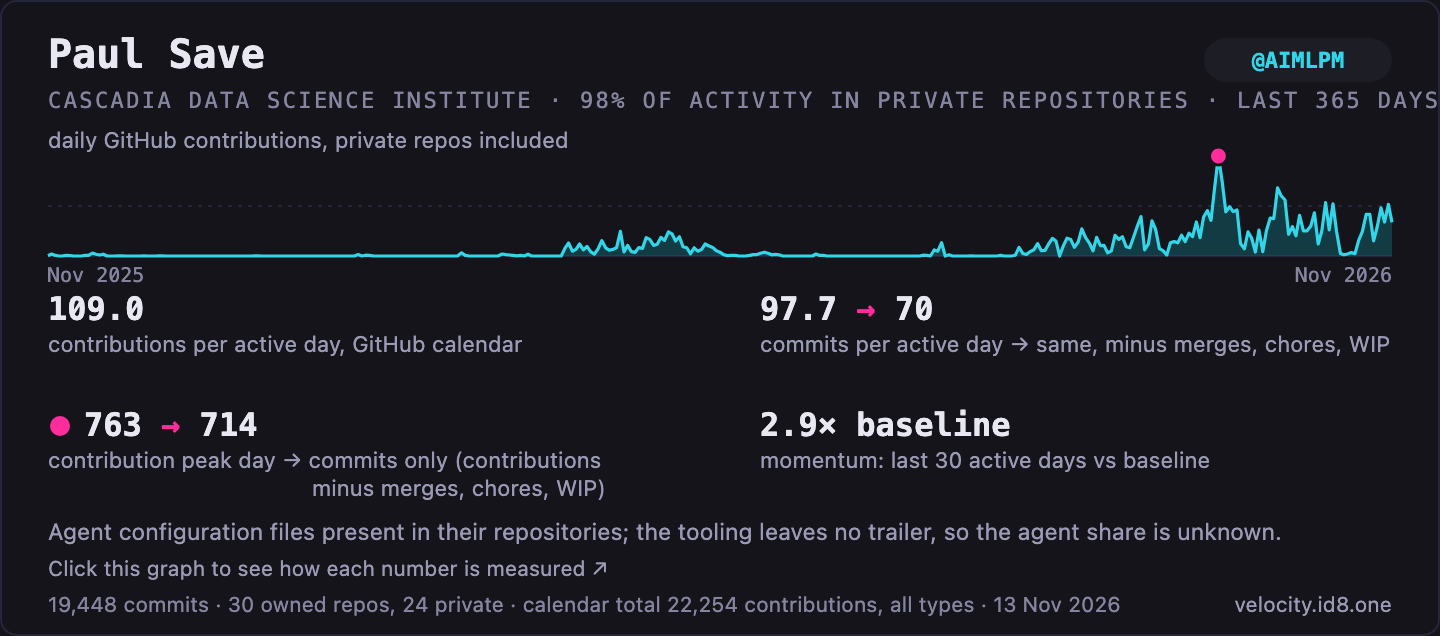 Paul Save
@AIMLPM
CASCADIA DATA SCIENCE INSTITUTE · 98% OF ACTIVITY IN PRIVATE REPOSITORIES · LAST 365 DAYS
daily GitHub contributions, private repos included
Nov 2025
Nov 2026
109.0
contributions per active day, GitHub calendar
97.7 → 70
commits per active day → same, minus merges, chores, WIP
763 → 714
contribution peak day → commits only (contributions
minus merges, chores, WIP)
2.9× baseline
momentum: last 30 active days vs baseline
Agent configuration files present in their repositories; the tooling leaves no trailer, so the agent share is unknown.
Click this graph to see how each number is measured ↗
19,448 commits · 30 owned repos, 24 private · calendar total 22,254 contributions, all types · 13 Nov 2026
velocity.id8.one